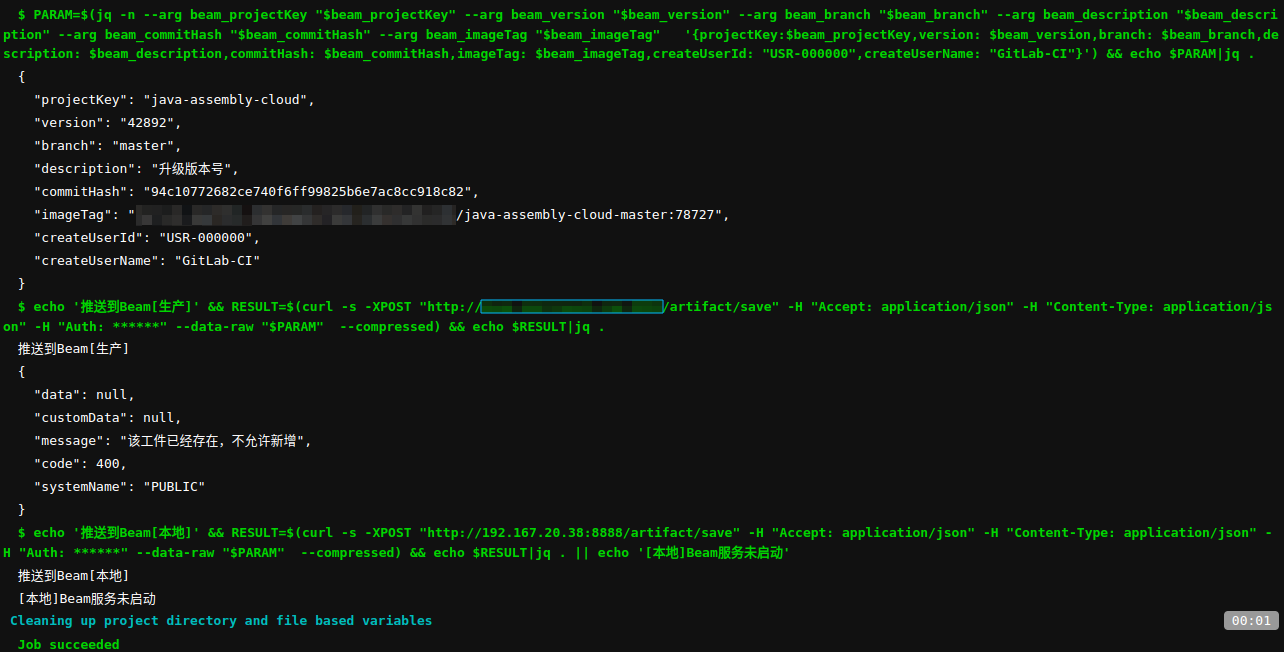 $ PARAM=$(jq -n --arg beam_projectKey "$beam_projectKey" --arg beam_version "$beam_version" --arg beam_branch "$beam_branch" --arg beam_description "$beam_descri
ption" --arg beam_commitHash "$beam_commitHash" --arg beam_imageTag "$beam_imageTag"   '{projectKey:$beam_projectKey,version: $beam_version,branch: $beam_branch,de
scription: $beam_description,commitHash: $beam_commitHash,imageTag: $beam_imageTag,createUserId: "USR-000000",createUserName: "GitLab-CI"}') && echo $PARAM|jq .
{
"projectKey": "java-assembly-cloud",
"version": "42892",
"branch": "master",
"description": "升级版本号",
"commitHash": "94c10772682ce740f6ff99825b6e7ac8cc918c82",
"imageTag": "/java-assembly-cloud-master:78727",
"createUserId": "USR-000000",
"createUserName": "GitLab-CI"
}
$ echo '推送到Beam[生产]' && RESULT=$(curl -s -XPOST "http:///artifact/save" -H "Accept: application/json" -H "Content-Type: application/js
on" -H "Auth: ******" --data-raw "$PARAM"  --compressed) && echo $RESULT|jq .
推送到Beam[生产]
{
"data": null,
"customData": null,
"message": "该工件已经存在，不允许新增",
"code": 400,
"systemName": "PUBLIC"
}
$ echo '推送到Beam[本地]' && RESULT=$(curl -s -XPOST "http://192.167.20.38:8888/artifact/save" -H "Accept: application/json" -H "Content-Type: application/json" -
H "Auth: ******" --data-raw "$PARAM"  --compressed) && echo $RESULT|jq . || echo '[本地]Beam服务未启动'
推送到Beam[本地]
[本地]Beam服务未启动
Cleaning up project directory and file based variables
00:01
Job succeeded